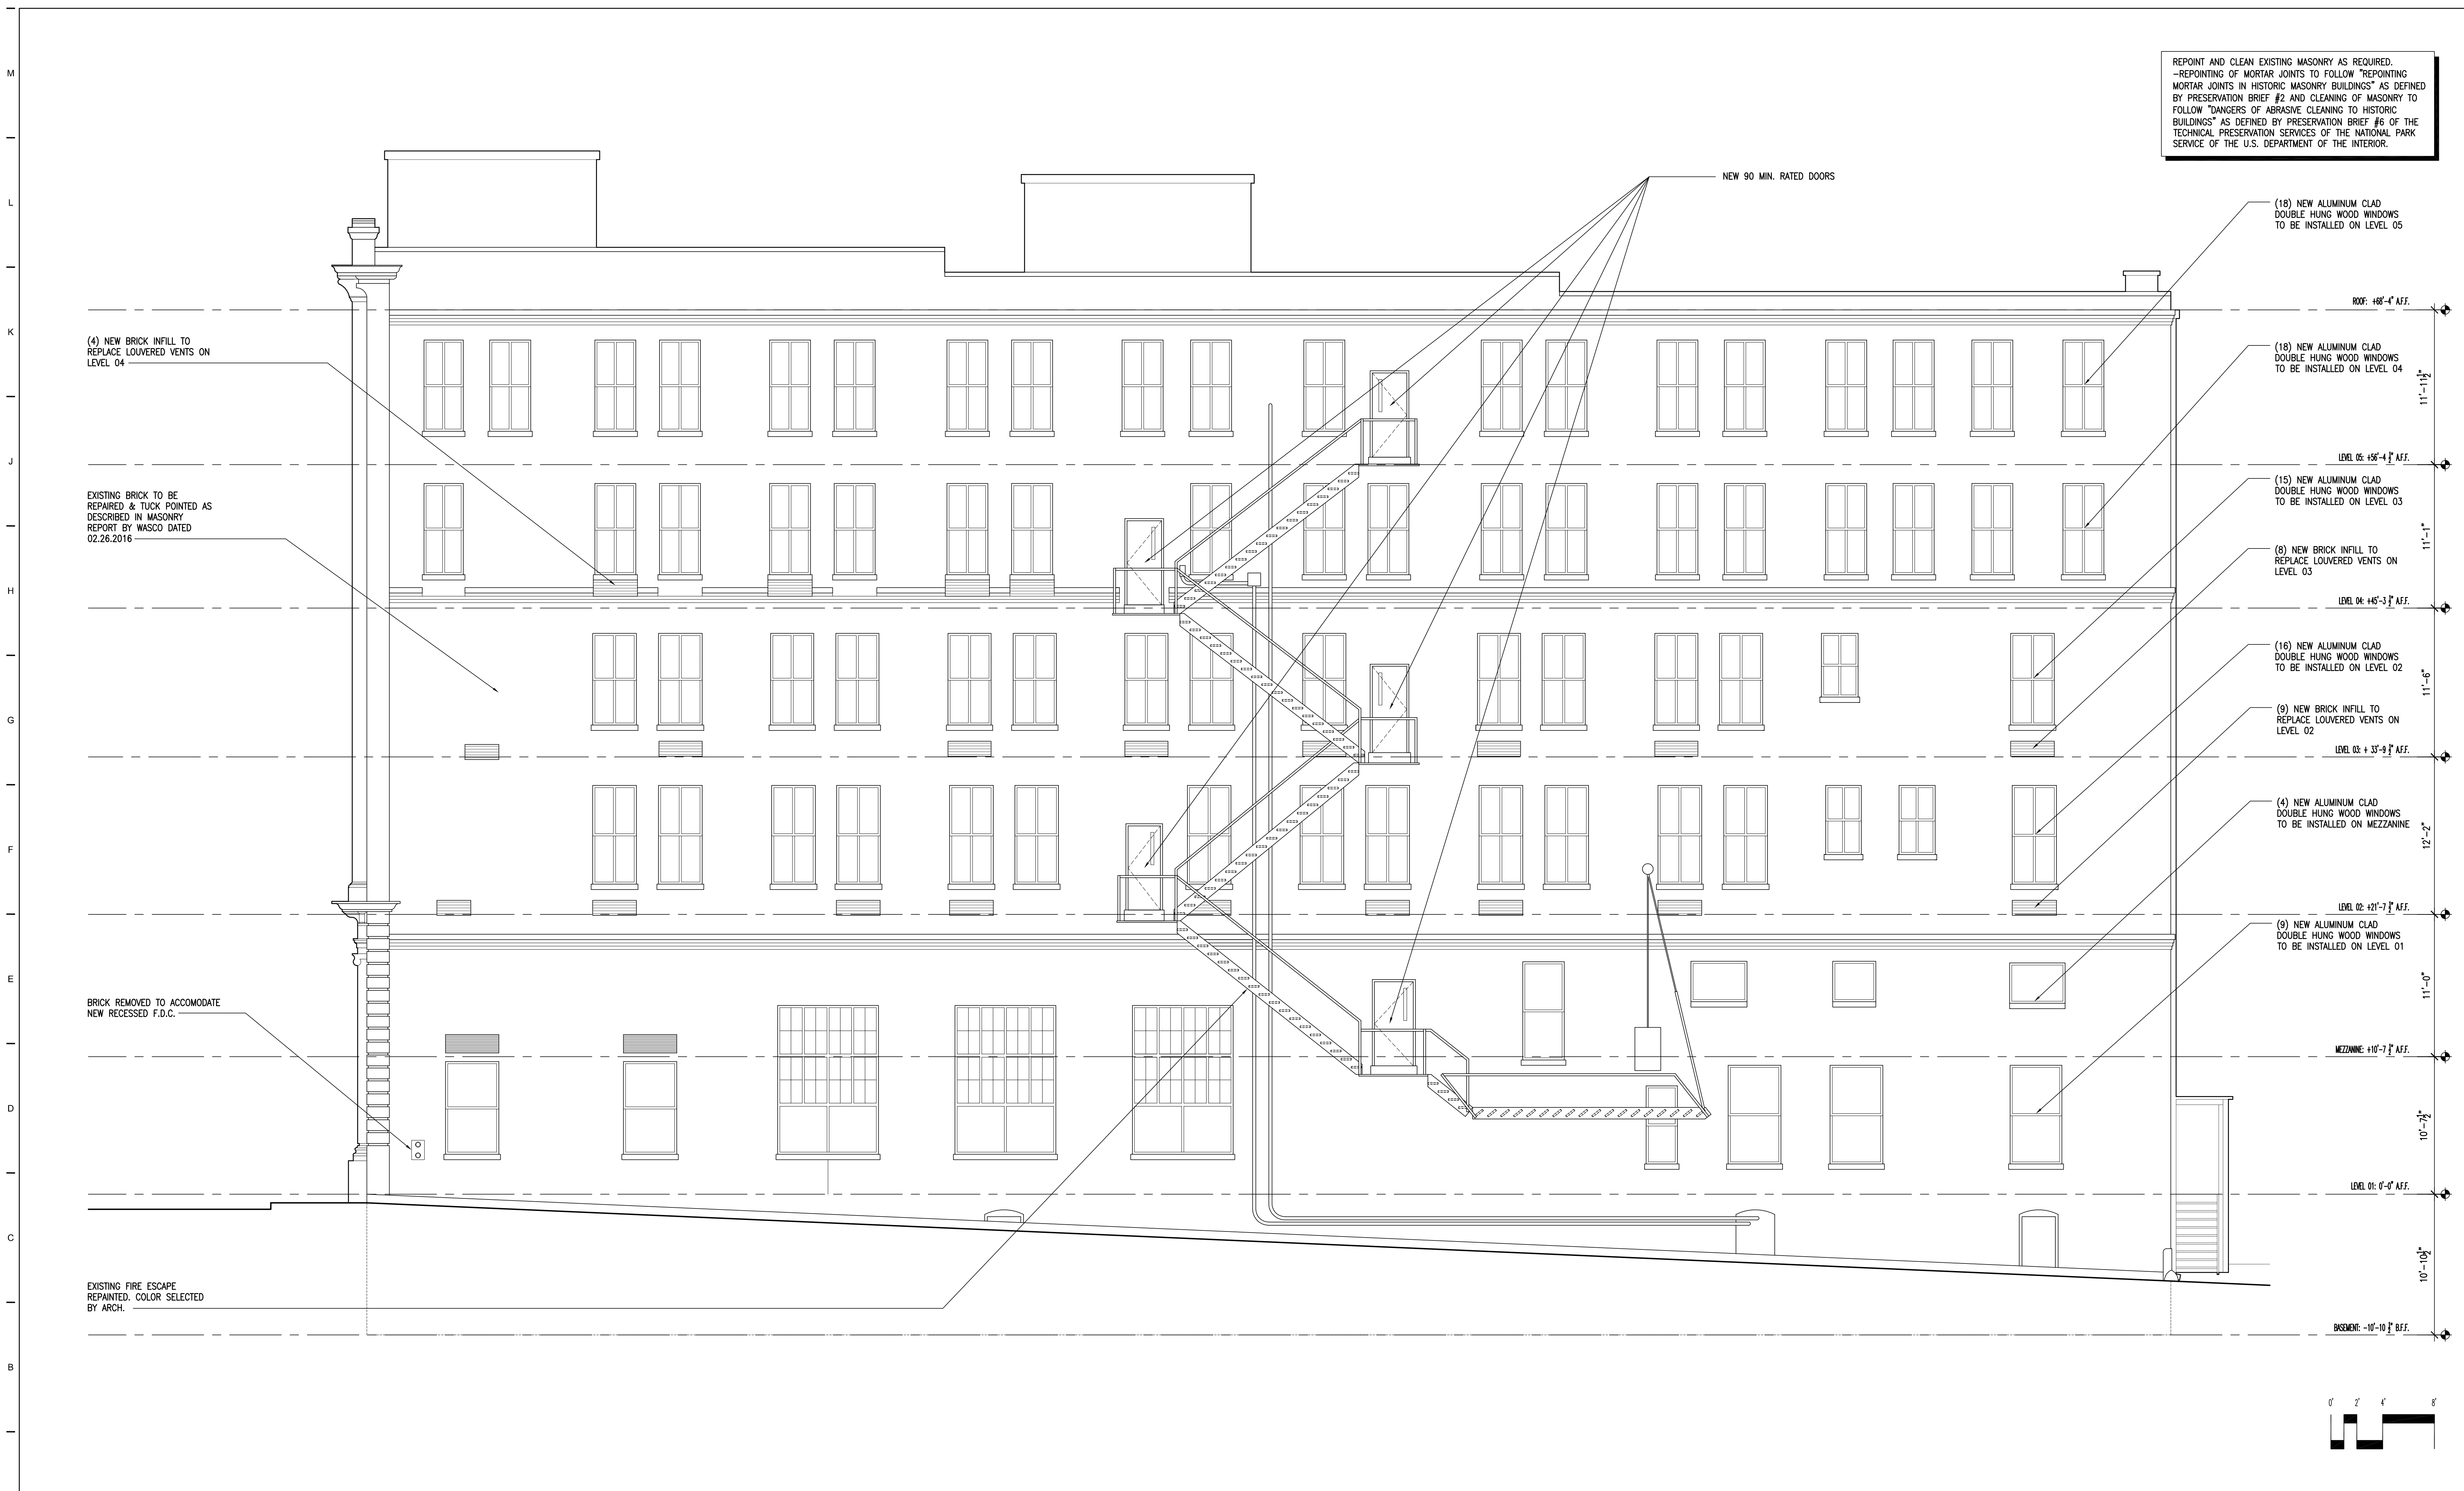 REPOINT AND CLEAN EXISTING MASONRY AS REQUIRED.
-REPOINTING OF MORTAR JOINTS TO FOLLOW "REPOINTING
MORTAR JOINTS IN HISTORIC MASONRY BUILDINGS" AS DEFINED
BY PRESERVATION BRIEF #2 AND CLEANING OF MASONRY TO
FOLLOW "DANGERS OF ABRASIVE CLEANING TO HISTORIC
BUILDINGS" AS DEFINED BY PRESERVATION BRIEF #6 OF THE
TECHNICAL PRESERVATION SERVICES OF THE NATIONAL PARK
SERVICE OF THE U.S. DEPARTMENT OF THE INTERIOR.
NEW 90 MIN. RATED DOORS
(4) NEW BRICK INFILL TO
REPLACE LOUVERED VENTS ON
LEVEL 04
EXISTING BRICK TO BE
REPAIRED & TUCK POINTED AS
DESCRIBED IN MASONRY
REPORT BY WASCO DATED
02.26.2016
BRICK REMOVED TO ACCOMODATE
NEW RECESSED F.D.C.
EXISTING FIRE ESCAPE
REPAINTED. COLOR SELECTED
BY ARCH.
(18) NEW ALUMINUM CLAD
DOUBLE HUNG WOOD WINDOWS
TO BE INSTALLED ON LEVEL 05
ROOF: +68'-4" A.F.F.
(18) NEW ALUMINUM CLAD
DOUBLE HUNG WOOD WINDOWS
TO BE INSTALLED ON LEVEL 04
11'-11½"
LEVEL 05: +56'-4 ½" A.F.F.
(15) NEW ALUMINUM CLAD
DOUBLE HUNG WOOD WINDOWS
TO BE INSTALLED ON LEVEL 03
11'-1"
(8) NEW BRICK INFILL TO
REPLACE LOUVERED VENTS ON
LEVEL 03
LEVEL 04: +45'-3 ½" A.F.F.
(16) NEW ALUMINUM CLAD
DOUBLE HUNG WOOD WINDOWS
TO BE INSTALLED ON LEVEL 02
11'-6"
(9) NEW BRICK INFILL TO
REPLACE LOUVERED VENTS ON
LEVEL 02
LEVEL 03: + 33'-9 ½" A.F.F.
(4) NEW ALUMINUM CLAD
DOUBLE HUNG WOOD WINDOWS
TO BE INSTALLED ON MEZZANINE
12'-2"
LEVEL 02: +21'-7 ½" A.F.F.
(9) NEW ALUMINUM CLAD
DOUBLE HUNG WOOD WINDOWS
TO BE INSTALLED ON LEVEL 01
11'-0"
MEZZANINE: +10'-7 ½" A.F.F.
10'-7½"
LEVEL 01: 0'-0" A.F.F.
10'-10½"
BASEMENT: -10'-10 ½" B.F.F.
0' 2' 4' 8'
M
L
K
J
H
G
F
E
D
C
B